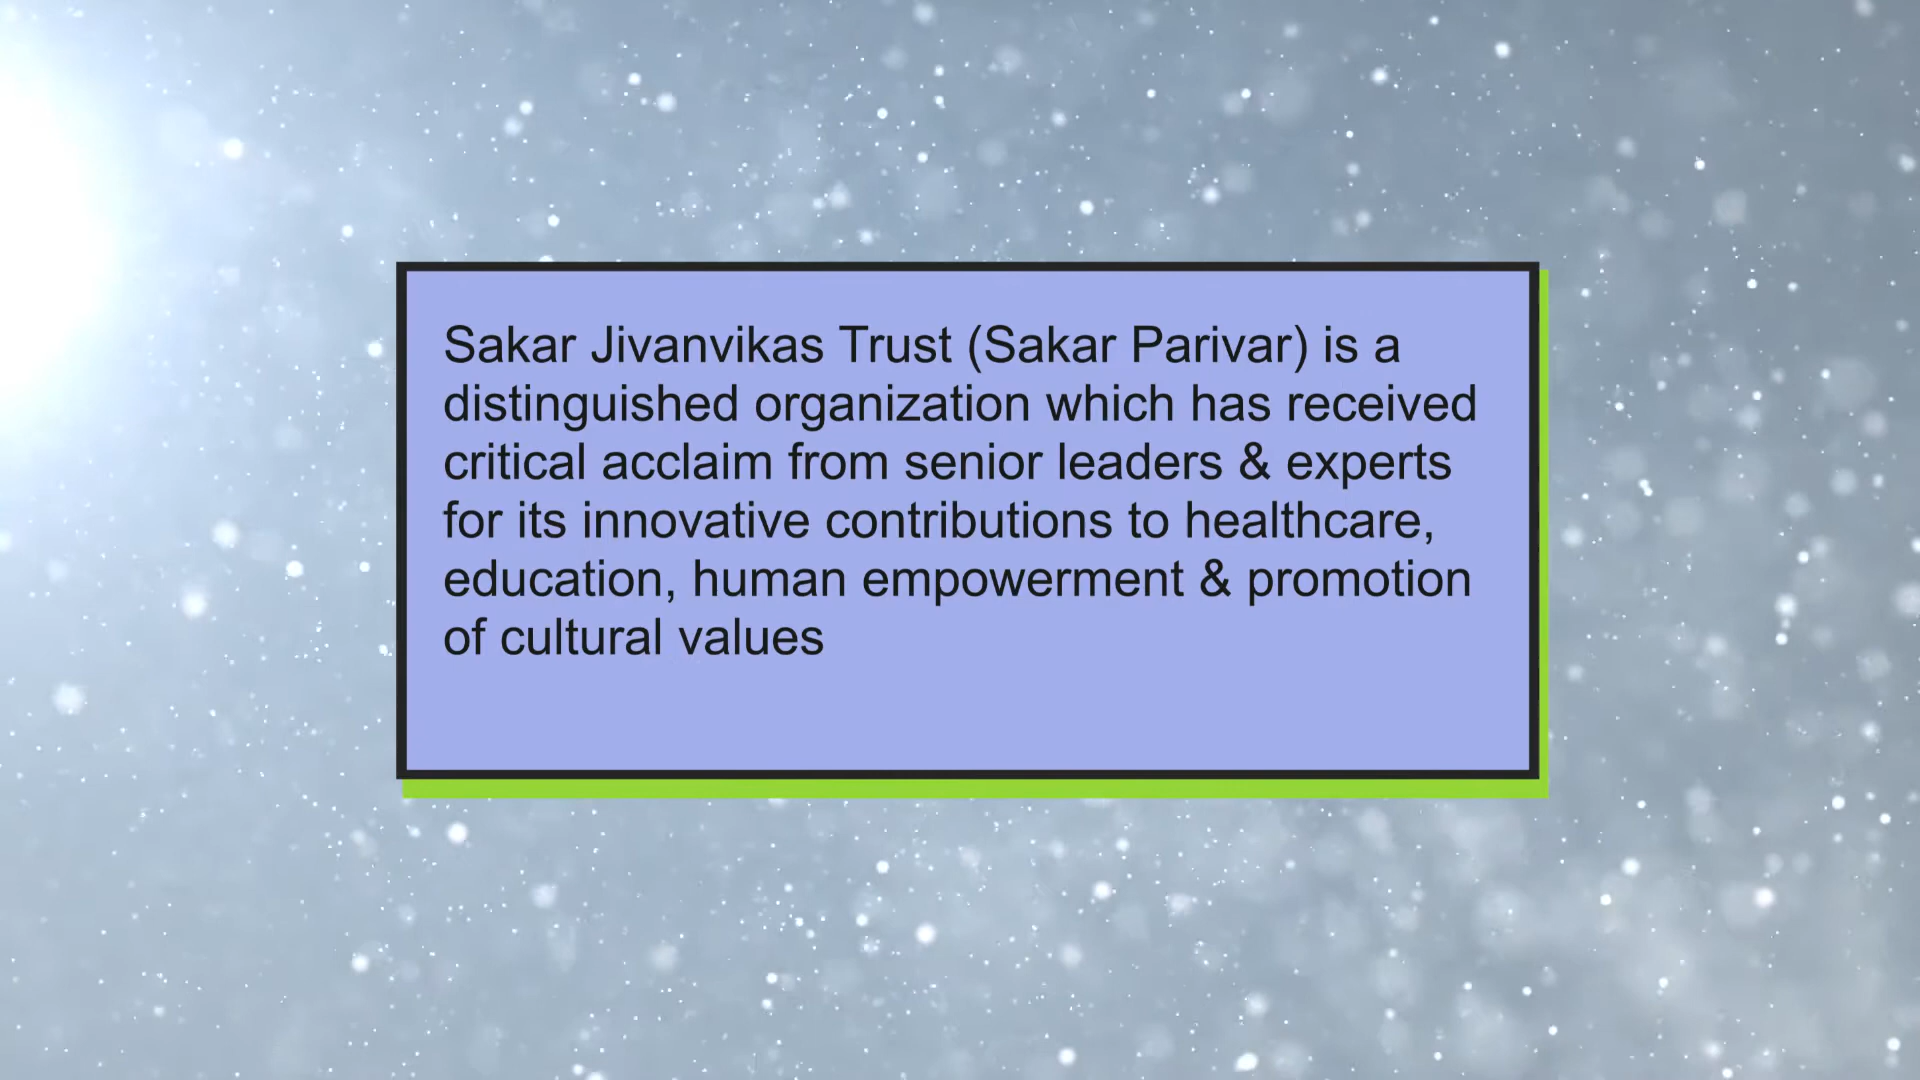 Sakar Jivanvikas Trust (Sakar Parivar) is a
distinguished organization which has received
critical acclaim from senior leaders & experts
for its innovative contributions to healthcare,
education, human empowerment & promotion
of cultural values